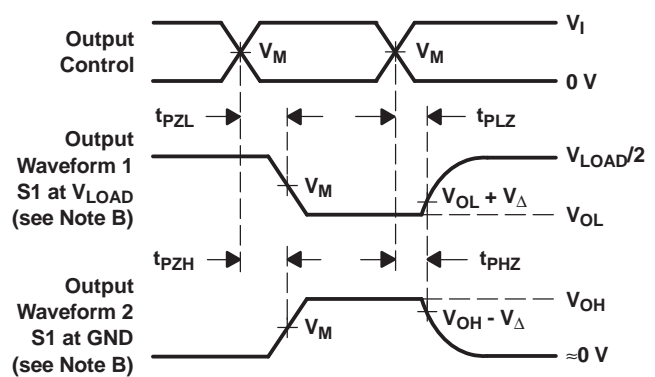 Output
Control
V_M
V_M
V_I
0 V
t_PZL
t_PLZ
Output
Waveform 1
S1 at V_LOAD
(see Note B)
V_M
V_LOAD/2
V_OL + V_Δ
V_OL
t_PZH
t_PHZ
Output
Waveform 2
S1 at GND
(see Note B)
V_M
V_OH
V_OH - V_Δ
≈0 V